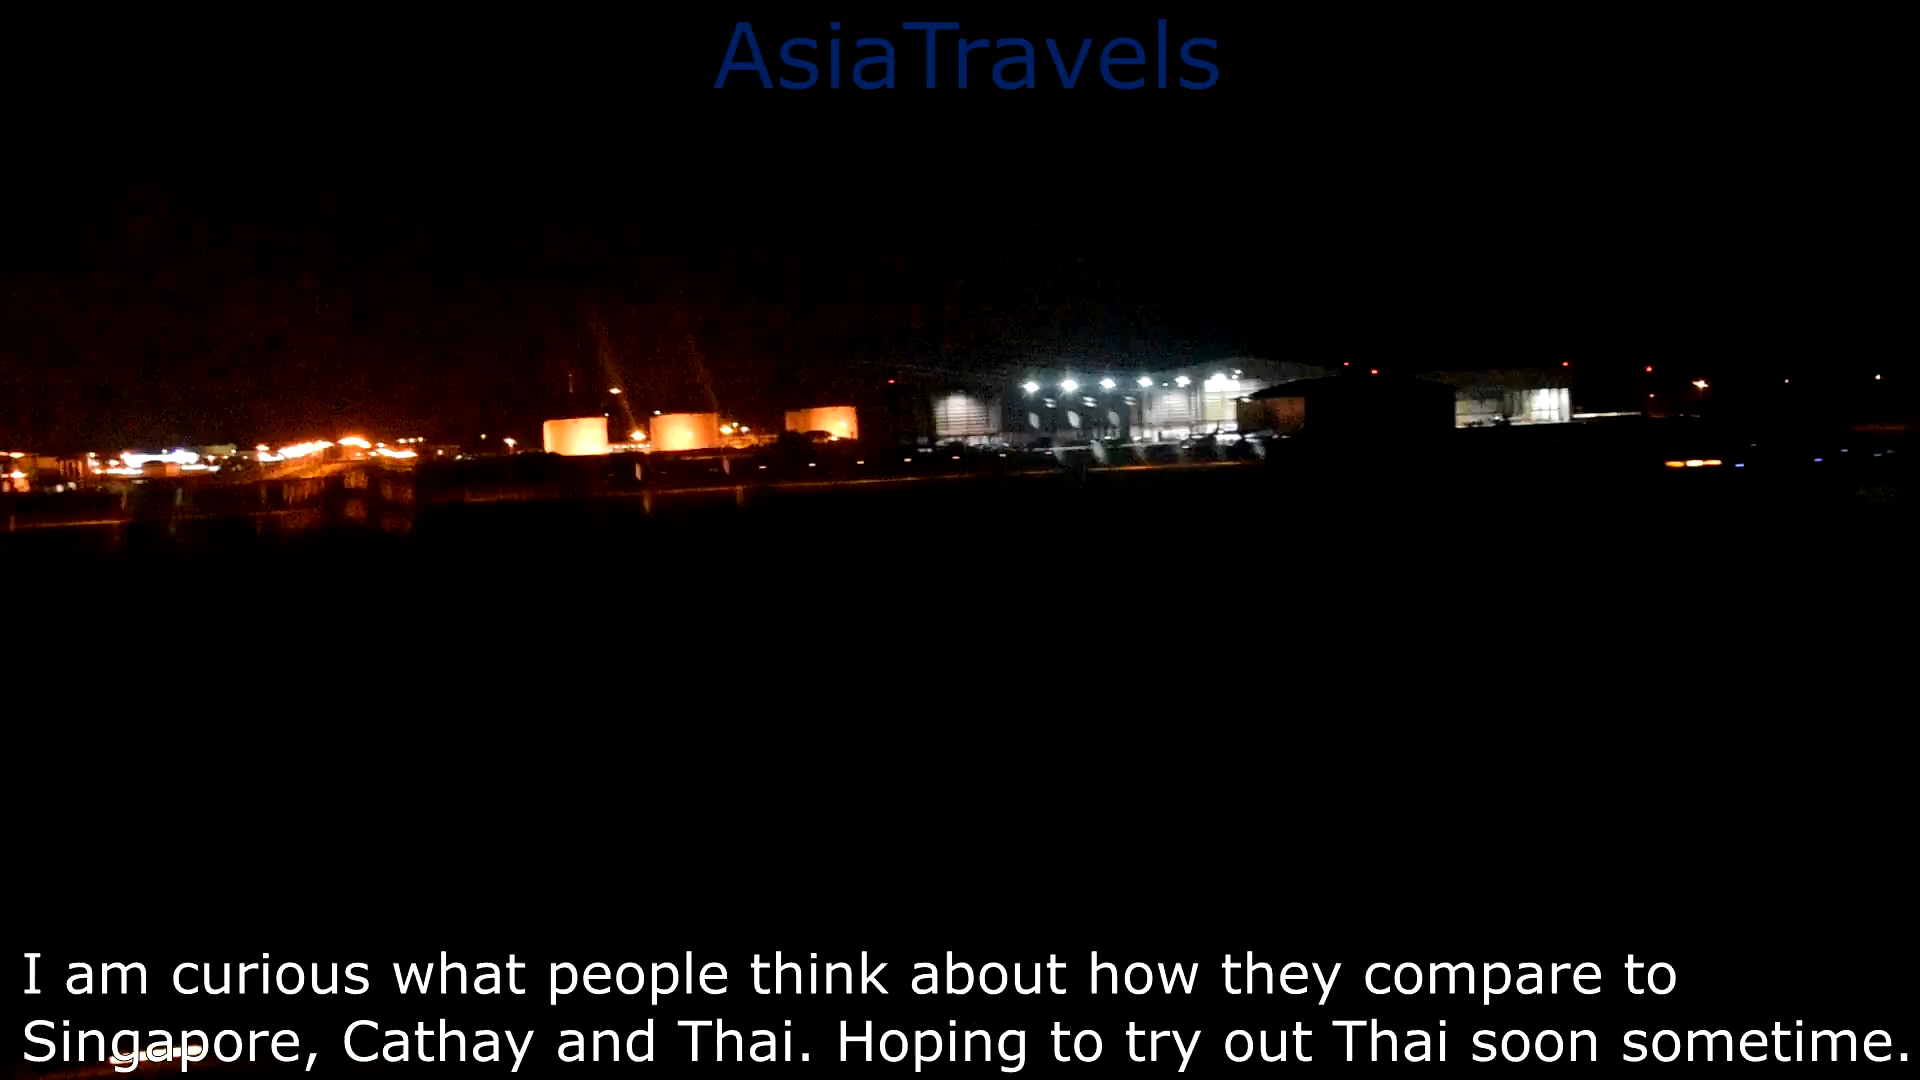 AsiaTravels
I am curious what people think about how they compare to
Singapore, Cathay and Thai. Hoping to try out Thai soon sometime.